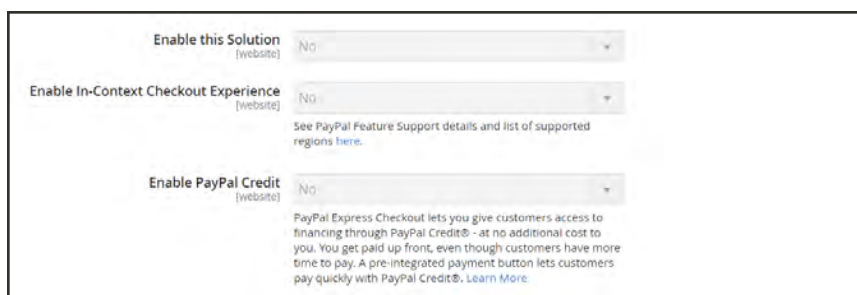 Enable this Solution No
[website]
Enable In-Context Checkout Experience No
[website]
See PayPal Feature Support details and list of supported
regions here.
Enable PayPal Credit No
[website]
PayPal Express Checkout lets you give customers access to
financing through PayPal Credit® - at no additional cost to
you. You get paid up front, even though customers have more
time to pay. A pre-integrated payment button lets customers
pay quickly with PayPal Credit®. Learn More